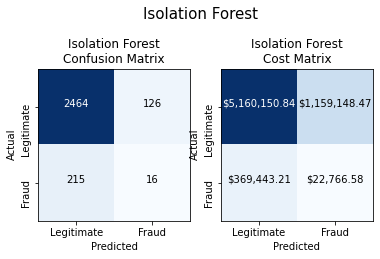 Isolation Forest
Isolation Forest
Confusion Matrix
Actual
Legitimate
Fraud
2464
126
215
16
Legitimate
Fraud
Predicted
Isolation Forest
Cost Matrix
Actual
Legitimate
Fraud
$5,160,150.84
$1,159,148.47
$369,443.21
$22,766.58
Legitimate
Fraud
Predicted